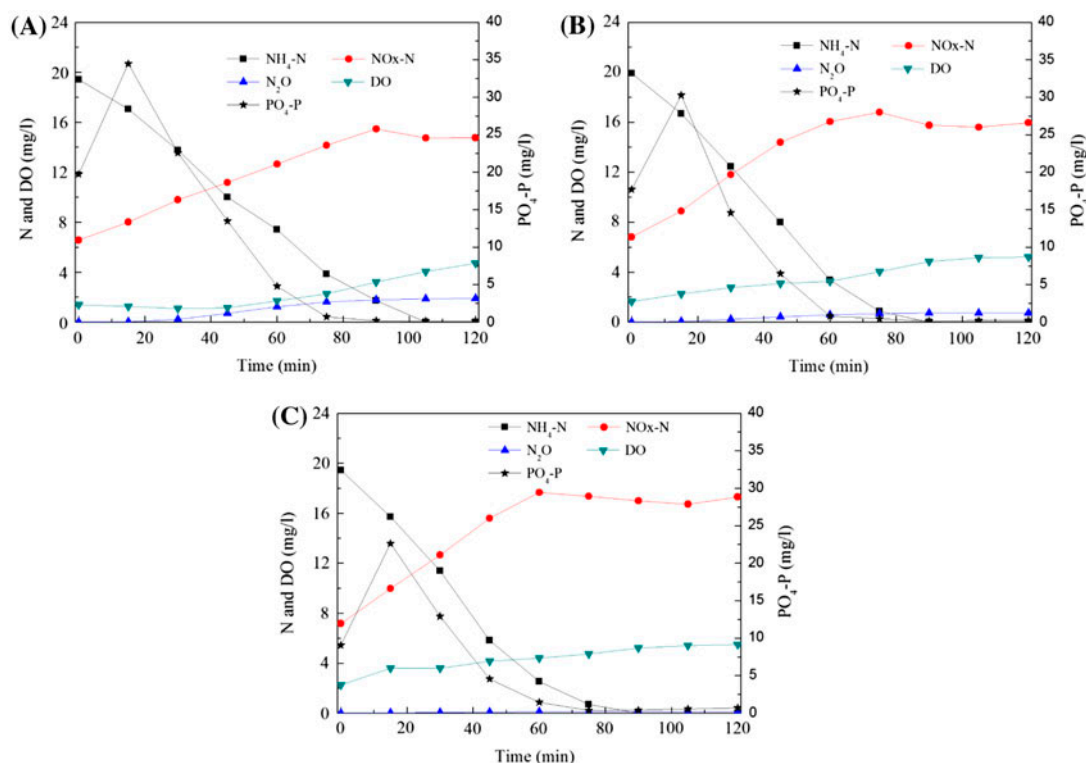 (A)
24
20
16
12
8
4
0
N and DO (mg/l)
NH₄-N
NOx-N
N₂O
DO
PO₄-P
40
35
30
25
20
15
10
5
0
PO₄-P (mg/l)
0 20 40 60 80 100 120
Time (min)
(B)
24
20
16
12
8
4
0
N and DO (mg/l)
NH₄-N
NOx-N
N₂O
DO
PO₄-P
40
35
30
25
20
15
10
5
0
PO₄-P (mg/l)
0 20 40 60 80 100 120
Time (min)
(C)
24
20
16
12
8
4
0
N and DO (mg/l)
NH₄-N
NOx-N
N₂O
DO
PO₄-P
40
35
30
25
20
15
10
5
0
PO₄-P (mg/l)
0 20 40 60 80 100 120
Time (min)